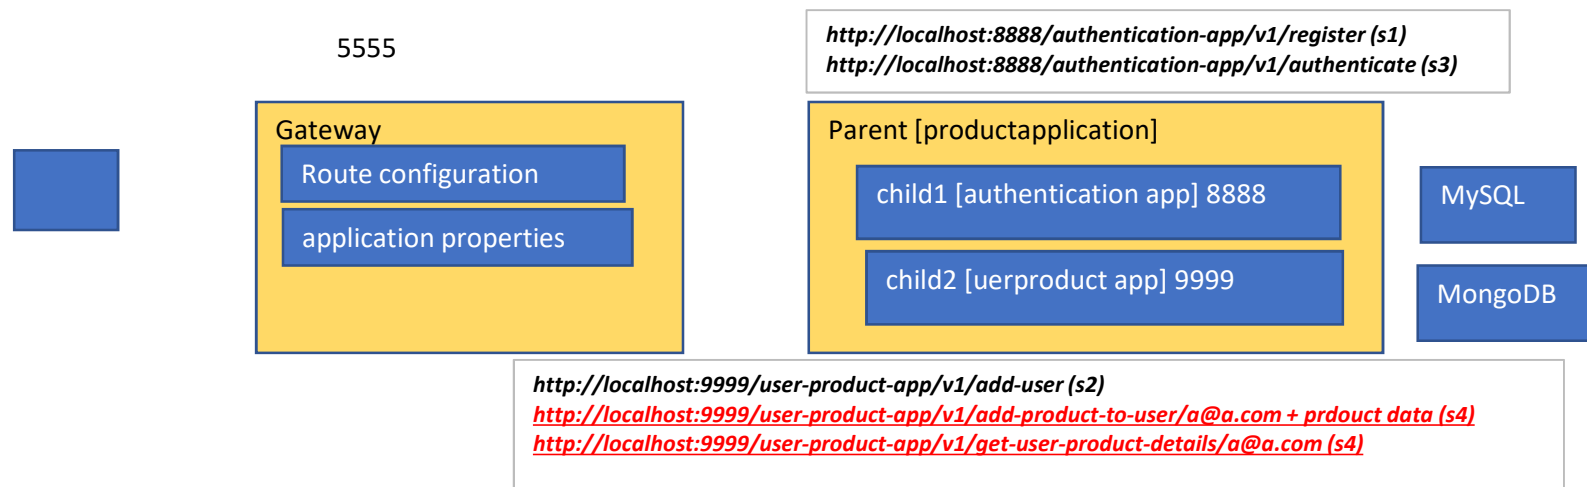 5555
http://localhost:8888/authentication-app/v1/register (s1)
http://localhost:8888/authentication-app/v1/authenticate (s3)
Gateway
Route configuration
application properties
Parent [productapplication]
child1 [authentication app] 8888
child2 [uerproduct app] 9999
MySQL
MongoDB
http://localhost:9999/user-product-app/v1/add-user (s2)
http://localhost:9999/user-product-app/v1/add-product-to-user/a@a.com + prdouct data (s4)
http://localhost:9999/user-product-app/v1/get-user-product-details/a@a.com (s4)